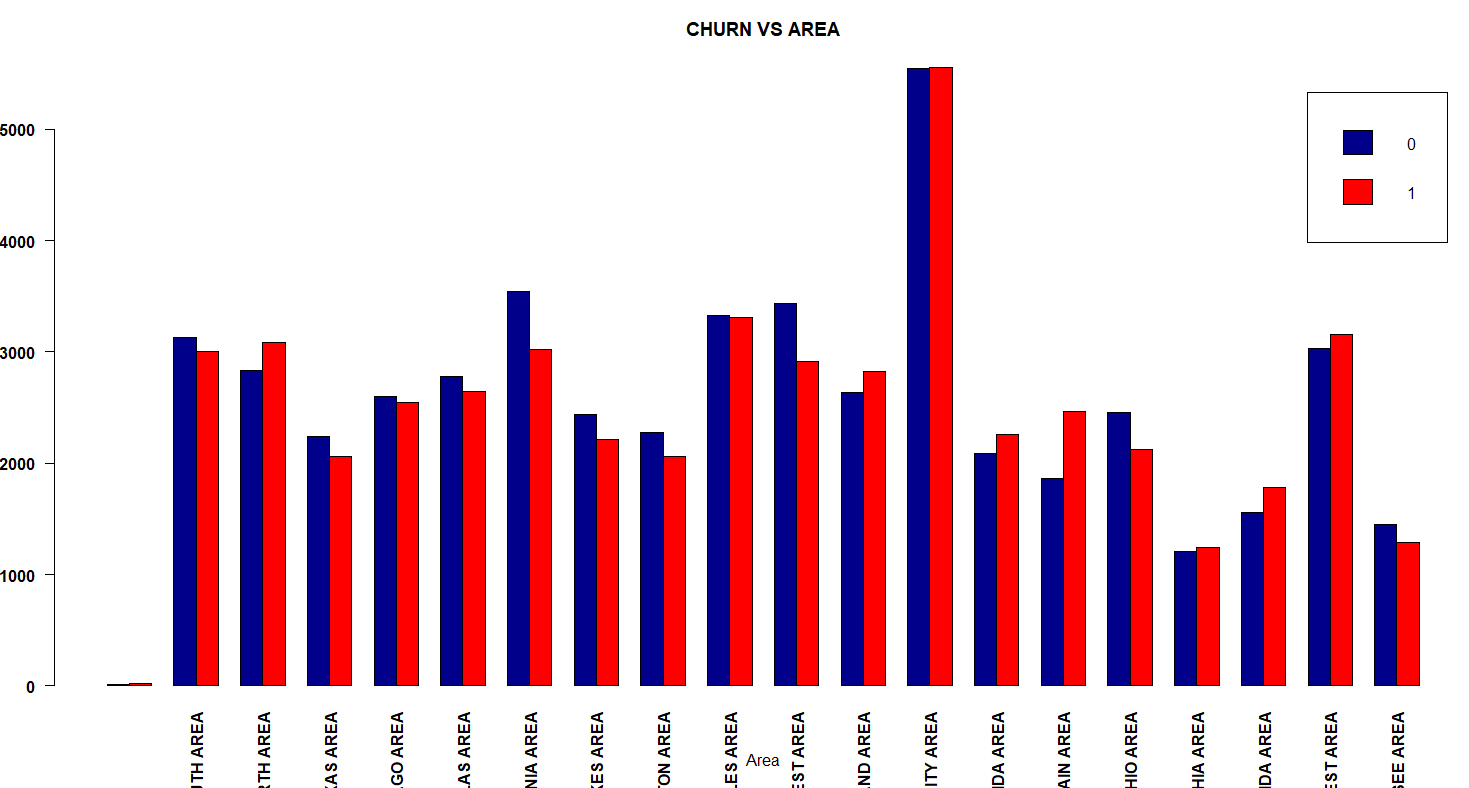 CHURN VS AREA
5000
4000
3000
2000
1000
0
0
1
UTH AREA
RTH AREA
XAS AREA
AGO AREA
LAS AREA
NIA AREA
KES AREA
TON AREA
LES AREA
EST AREA
AND AREA
ITY AREA
IDA AREA
AIN AREA
HIO AREA
HIA AREA
IDA AREA
EST AREA
SEE AREA
Area